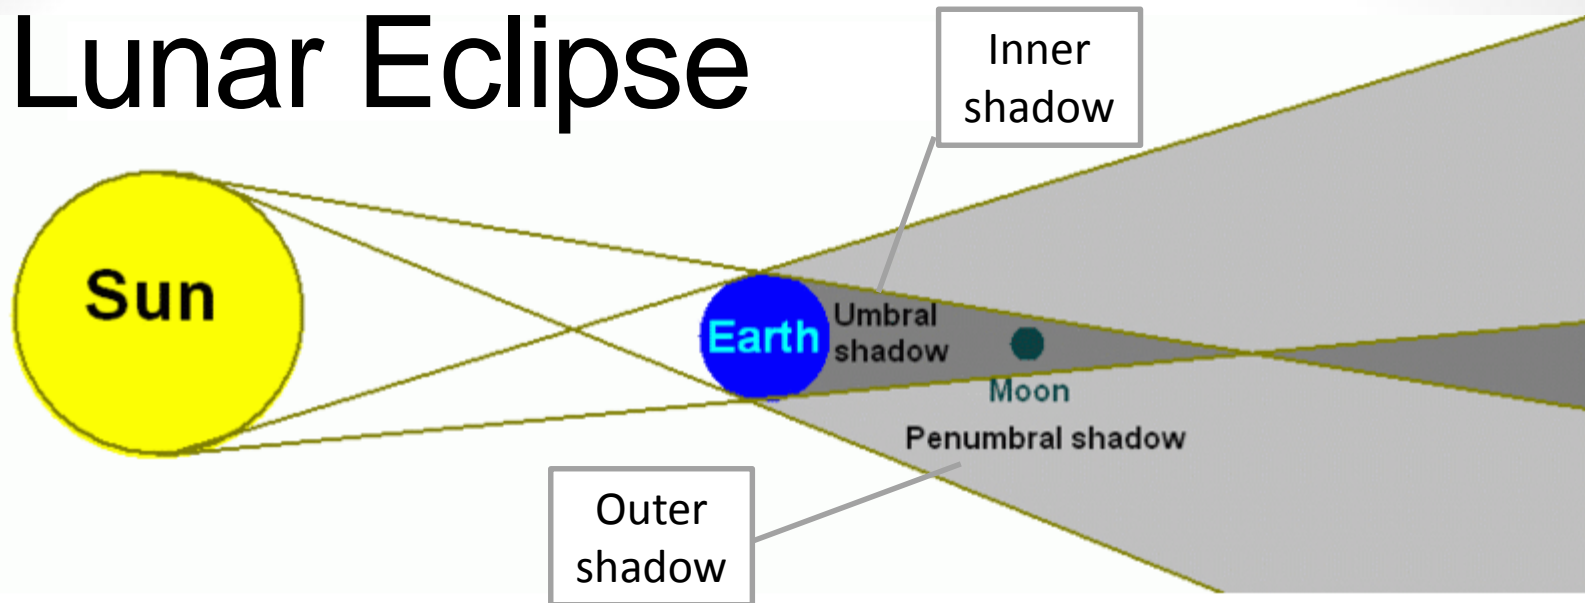 Lunar Eclipse
Inner
shadow
Sun
Earth
Umbral
shadow
Moon
Penumbral shadow
Outer
shadow